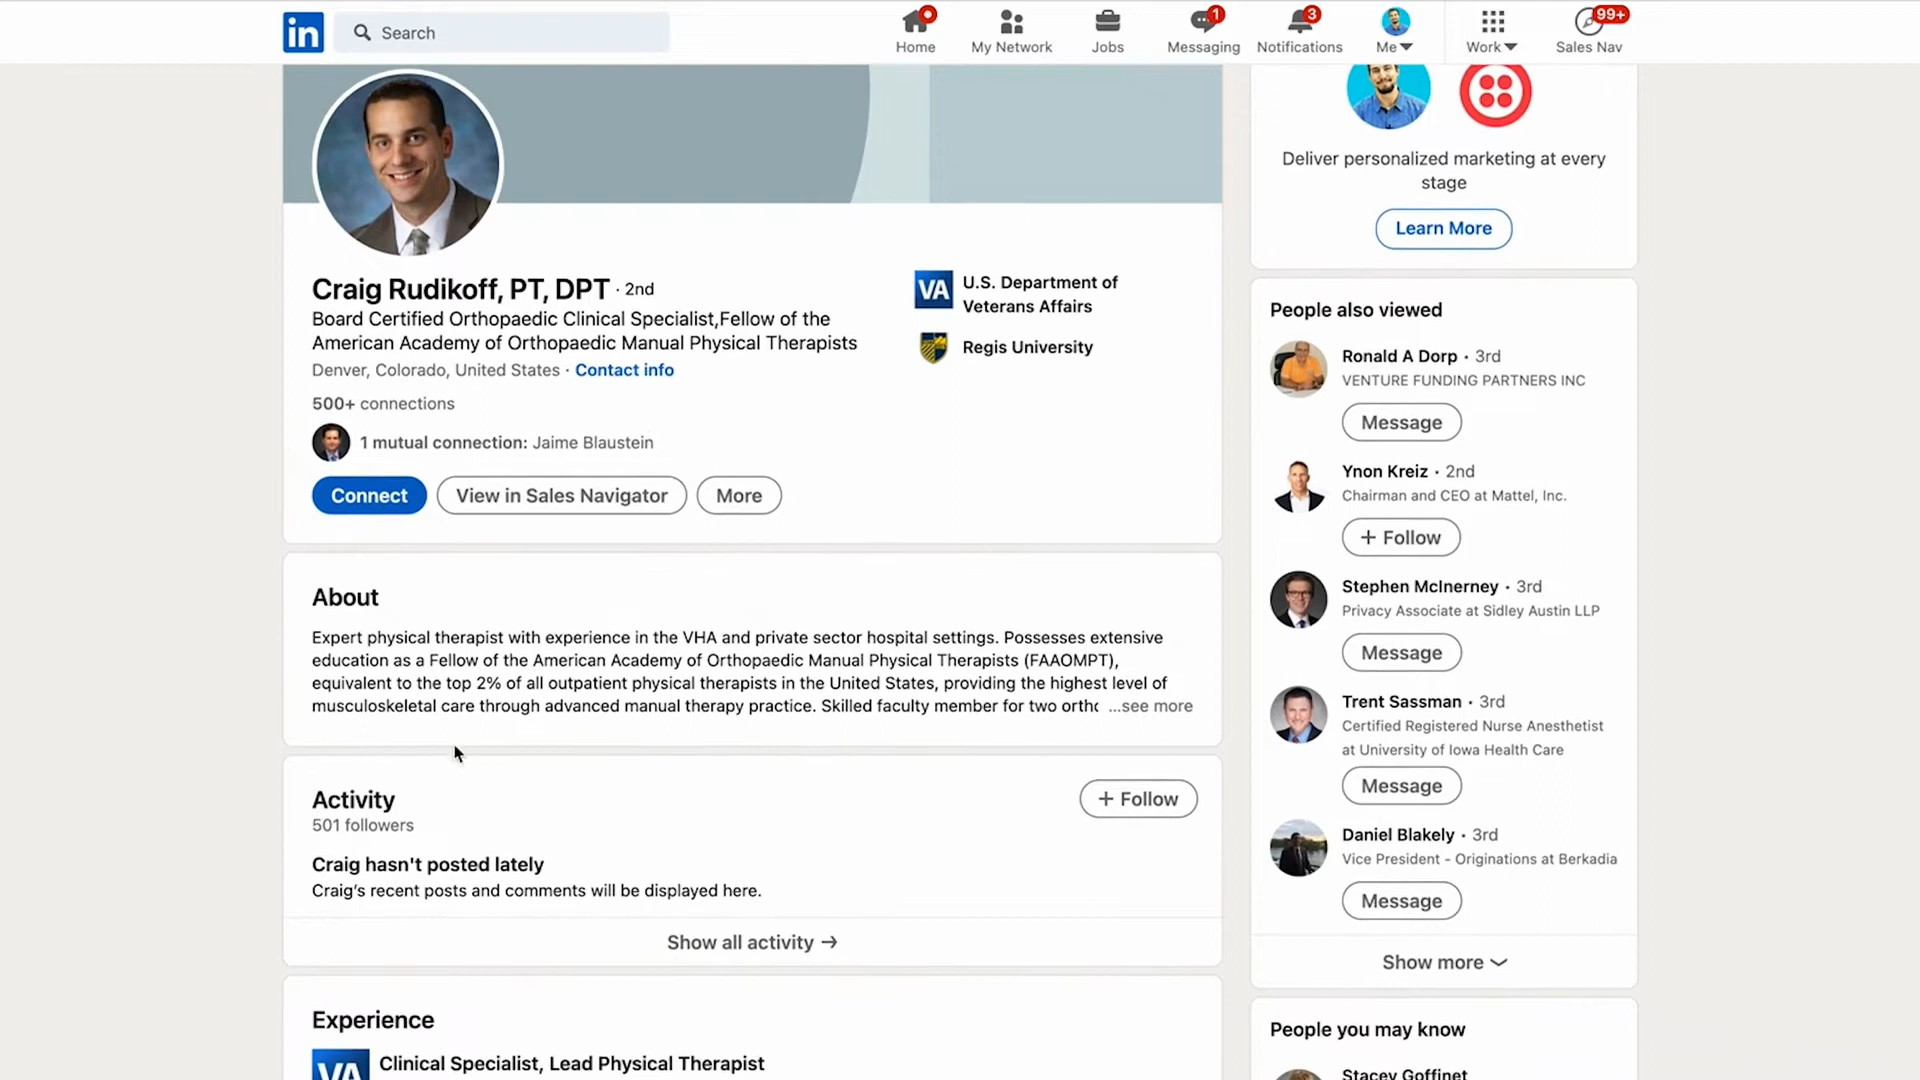 in
Search
Home
My Network
Jobs
1
Messaging
3
Notifications
Me
Work
99+
Sales Nav
Craig Rudikoff, PT, DPT · 2nd
Board Certified Orthopaedic Clinical Specialist,Fellow of the
American Academy of Orthopaedic Manual Physical Therapists
Denver, Colorado, United States · Contact info
500+ connections
1 mutual connection: Jaime Blaustein
Connect
View in Sales Navigator
More
VA
U.S. Department of
Veterans Affairs
Regis University
About
Expert physical therapist with experience in the VHA and private sector hospital settings. Possesses extensive
education as a Fellow of the American Academy of Orthopaedic Manual Physical Therapists (FAAOMPT),
equivalent to the top 2% of all outpatient physical therapists in the United States, providing the highest level of
musculoskeletal care through advanced manual therapy practice. Skilled faculty member for two ortho ...see more
Activity
+ Follow
501 followers
Craig hasn't posted lately
Craig's recent posts and comments will be displayed here.
Show all activity →
Experience
VA
Clinical Specialist, Lead Physical Therapist
Deliver personalized marketing at every
stage
Learn More
People also viewed
Ronald A Dorp · 3rd
VENTURE FUNDING PARTNERS INC
Message
Ynon Kreiz · 2nd
Chairman and CEO at Mattel, Inc.
+ Follow
Stephen McInerney · 3rd
Privacy Associate at Sidley Austin LLP
Message
Trent Sassman · 3rd
Certified Registered Nurse Anesthetist
at University of Iowa Health Care
Message
Daniel Blakely · 3rd
Vice President - Originations at Berkadia
Message
Show more
People you may know
Stacey Goffinet